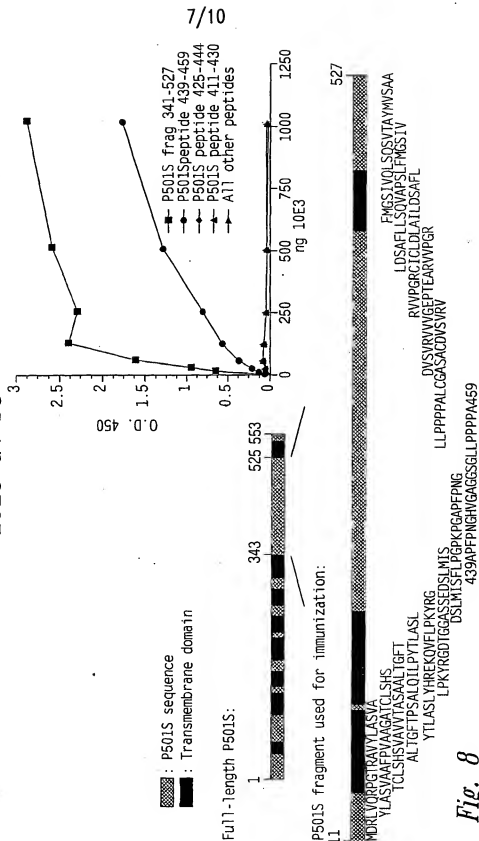 7/10
3
2.5
2
1.5
1
0.5
0
O.D. 450
0
250
500
750
1000
1250
ng 10E3
P501S frag 341-527
P501Speptide 439-459
P501S peptide 425-444
P501S peptide 411-430
All other peptides
: P501S sequence
: Transmembrane domain
Full-length P501S:
1
343
525 553
P501S fragment used for immunization:
11
527
MDRLVQRPGTRAVYLASVA
YLASVAAFPVAAGATCLSHS
TCLSHSVAVVTASAALTGFT
ALTGFTPSALQILPYTLASL
YTLASLYHREKQVFLPKYRG
LPKYRGDTGGASSEDSLMIS
DSLMISFLPGPKPGAPFPNG
439APFPNGHVGAGGSGLLPPPPA459
LLPPPPALCGASACDVSVRV
DVSVRVVVGEPTEARVVPGR
RVVPGRCICLDLAILDSAFL
LDSAFLLSQVAPSLFMGSIV
FMGSIVQLSQSVTAYMVSAA
Fig. 8